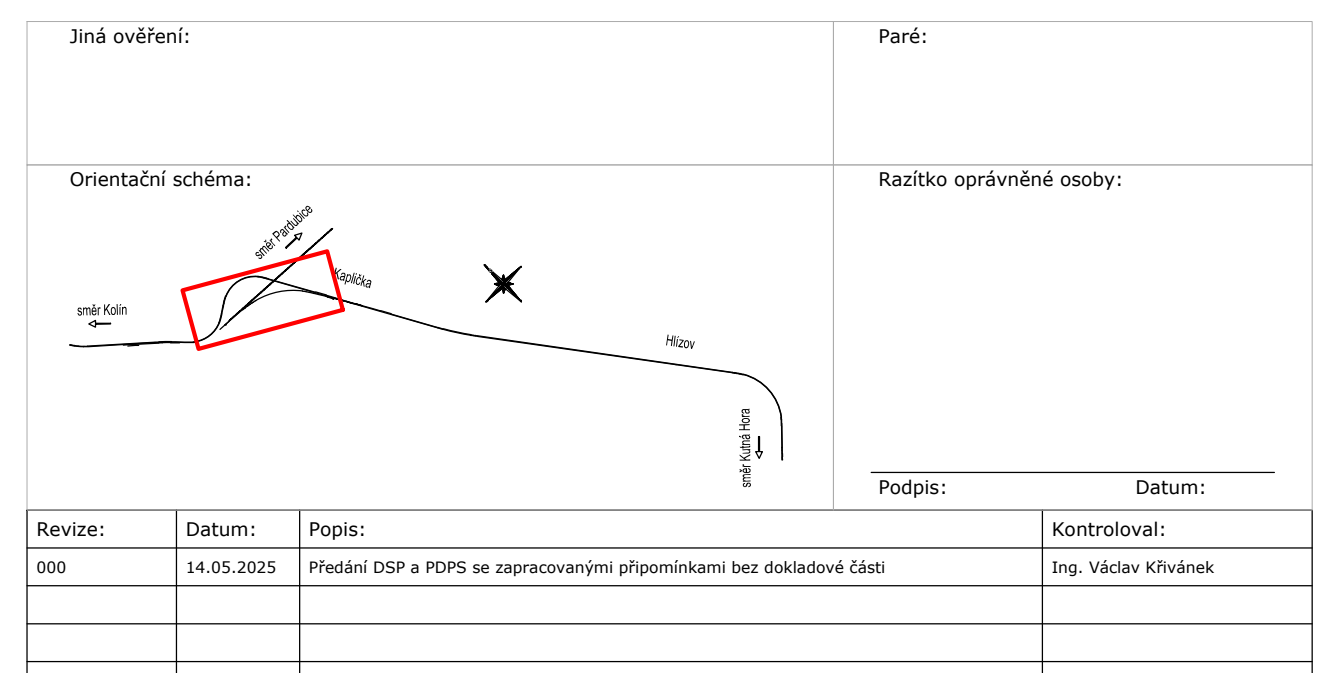 Jiná ověření:
Paré:
Orientační schéma:
Razítko oprávněné osoby:
směr Pardubice
Kaplička
směr Kolín
Hlízov
směr Kutná Hora
Podpis: Datum:
Revize: Datum: Popis: Kontroloval:
000 14.05.2025 Předání DSP a PDPS se zapracovanými připomínkami bez dokladové části Ing. Václav Křivánek